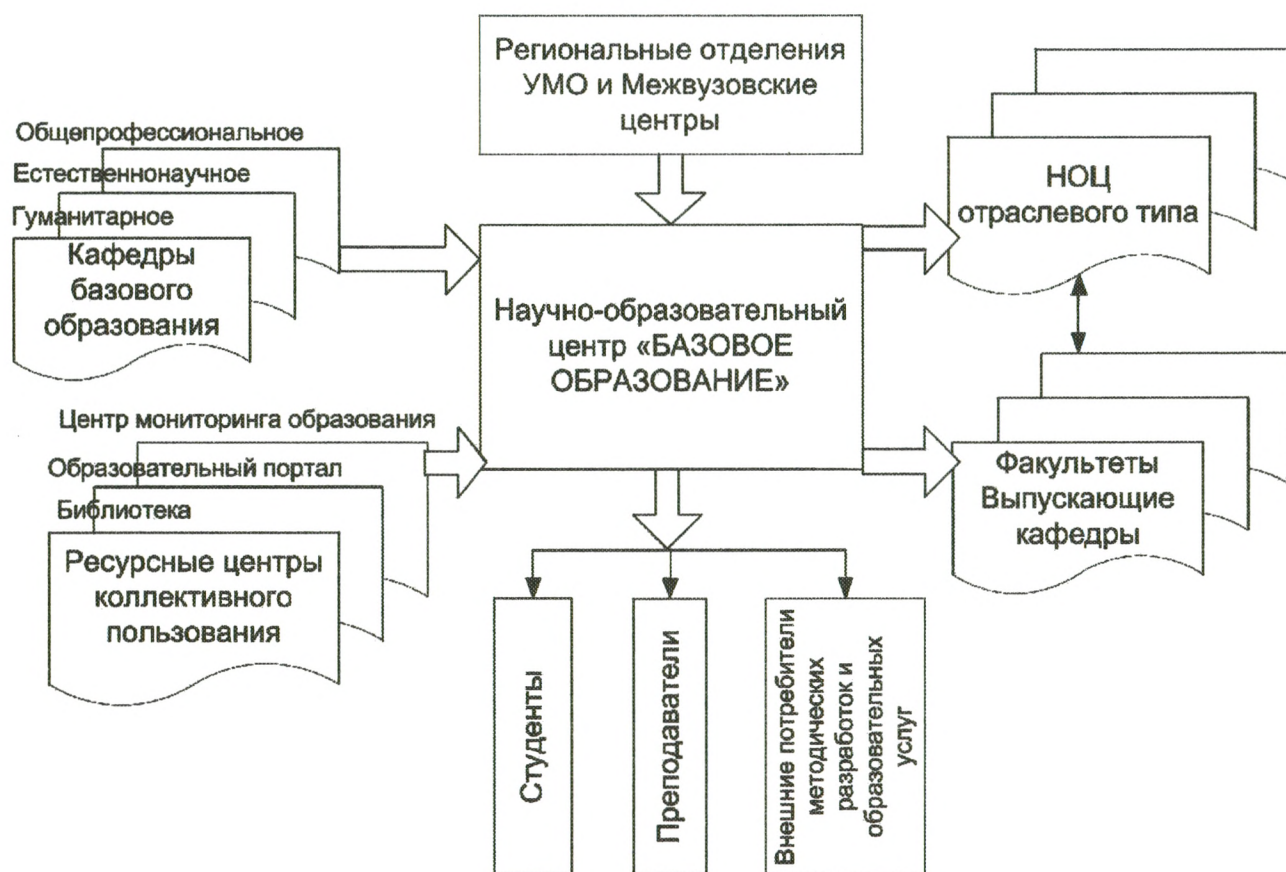 Региональные отделения
УМО и Межвузовские
центры
Общепрофессиональное
Естественнонаучное
Гуманитарное
Кафедры
базового
образования
НОЦ
отраслевого типа
Научно-образовательный
центр «БАЗОВОЕ
ОБРАЗОВАНИЕ»
Центр мониторинга образования
Образовательный портал
Библиотека
Ресурсные центры
коллективного
пользования
Факультеты
Выпускающие
кафедры
Студенты
Преподаватели
Внешние потребители
методических
разработок и
образовательных
услуг